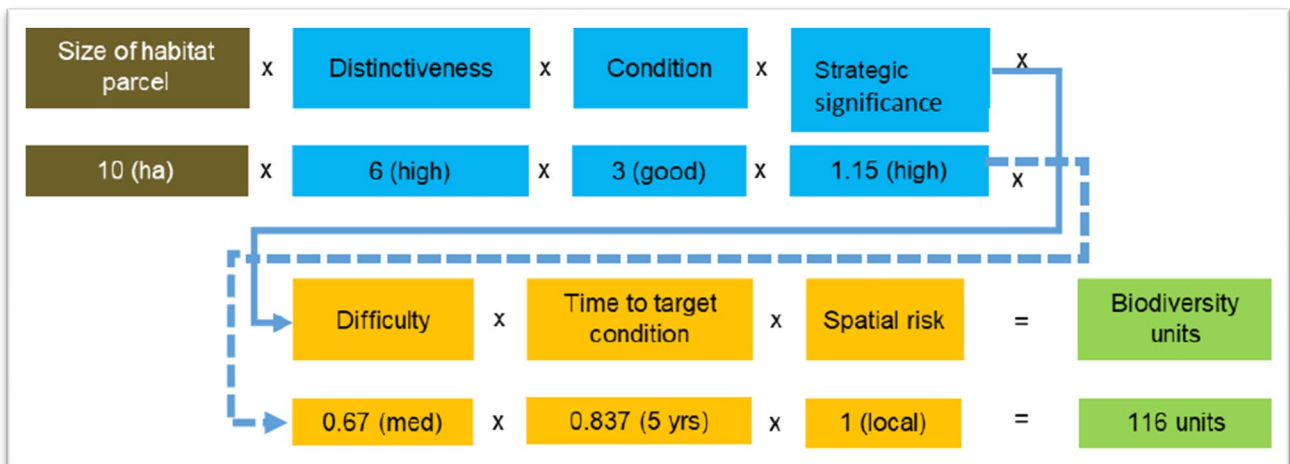 Size of habitat
parcel
x
Distinctiveness
x
Condition
x
Strategic
significance
x
10 (ha)
x
6 (high)
x
3 (good)
x
1.15 (high)
x
Difficulty
x
Time to target
condition
x
Spatial risk
=
Biodiversity
units
0.67 (med)
x
0.837 (5 yrs)
x
1 (local)
=
116 units